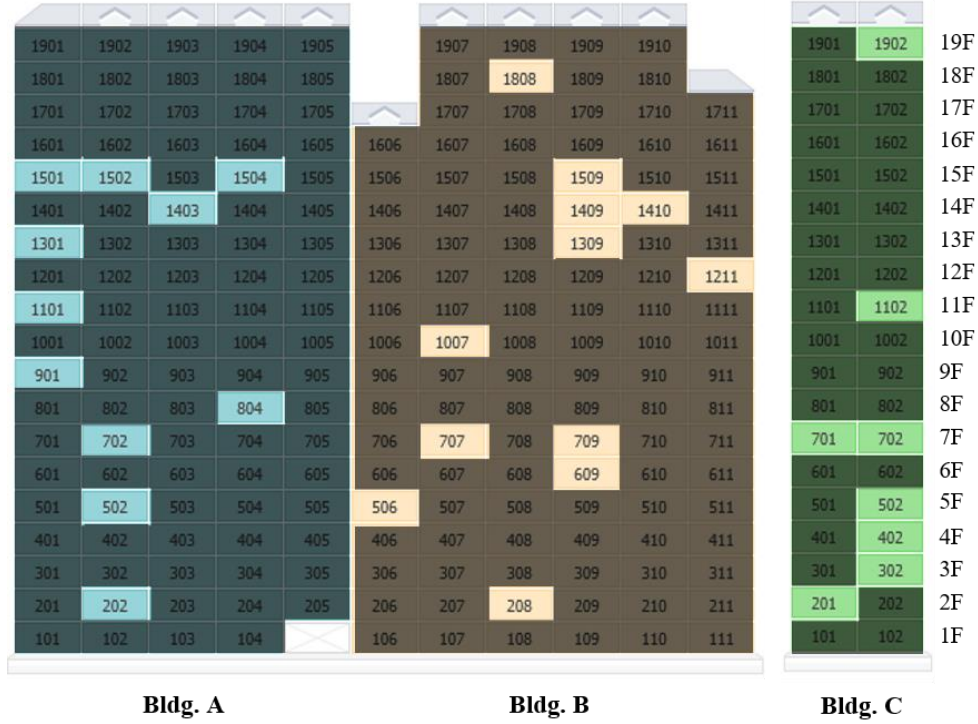 1901 1902 1903 1904 1905 1907 1908 1909 1910 1901 1902 19F
1801 1802 1803 1804 1805 1807 1808 1809 1810 1801 1802 18F
1701 1702 1703 1704 1705 1707 1708 1709 1710 1711 1701 1702 17F
1601 1602 1603 1604 1605 1606 1607 1608 1609 1610 1611 1601 1602 16F
1501 1502 1503 1504 1505 1506 1507 1508 1509 1510 1511 1501 1502 15F
1401 1402 1403 1404 1405 1406 1407 1408 1409 1410 1411 1401 1402 14F
1301 1302 1303 1304 1305 1306 1307 1308 1309 1310 1311 1301 1302 13F
1201 1202 1203 1204 1205 1206 1207 1208 1209 1210 1211 1201 1202 12F
1101 1102 1103 1104 1105 1106 1107 1108 1109 1110 1111 1101 1102 11F
1001 1002 1003 1004 1005 1006 1007 1008 1009 1010 1011 1001 1002 10F
901 902 903 904 905 906 907 908 909 910 911 901 902 9F
801 802 803 804 805 806 807 808 809 810 811 801 802 8F
701 702 703 704 705 706 707 708 709 710 711 701 702 7F
601 602 603 604 605 606 607 608 609 610 611 601 602 6F
501 502 503 504 505 506 507 508 509 510 511 501 502 5F
401 402 403 404 405 406 407 408 409 410 411 401 402 4F
301 302 303 304 305 306 307 308 309 310 311 301 302 3F
201 202 203 204 205 206 207 208 209 210 211 201 202 2F
101 102 103 104 106 107 108 109 110 111 101 102 1F
Bldg. A Bldg. B Bldg. C